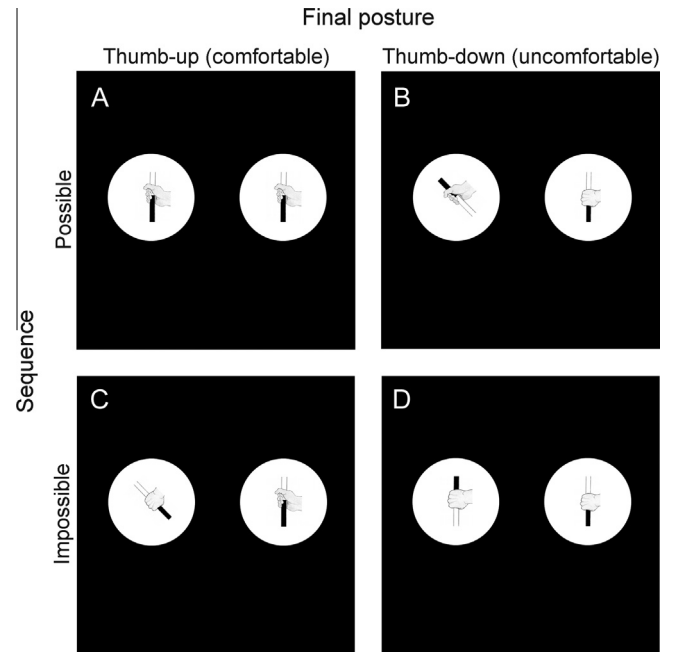 Final posture
Thumb-up (comfortable)
Thumb-down (uncomfortable)
Sequence
Possible
A
B
Impossible
C
D